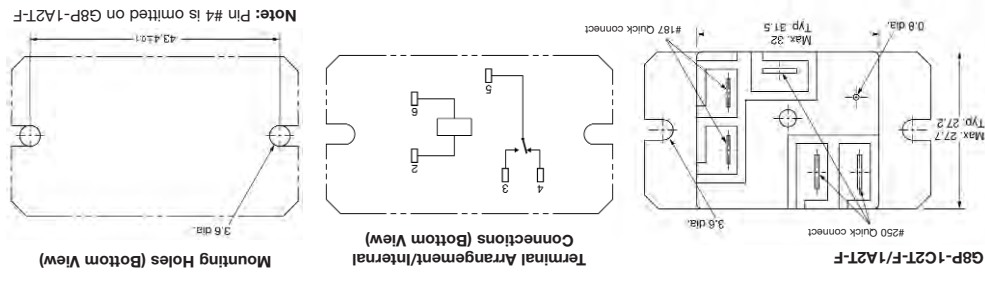 G8P-1C2T-F-/1A2T-F
#250 Quick connect
3.6 dia.
Max. 27.7
Typ. 27.2
0.8 dia.
Max. 32
Typ. 31.5
#187 Quick connect
Terminal Arrangement/Internal
Connections (Bottom View)
4
3
2
5
6
Mounting Holes (Bottom View)
3.6 dia.
43.4±0.1
Note: Pin #4 is omitted on G8P-1A2T-F